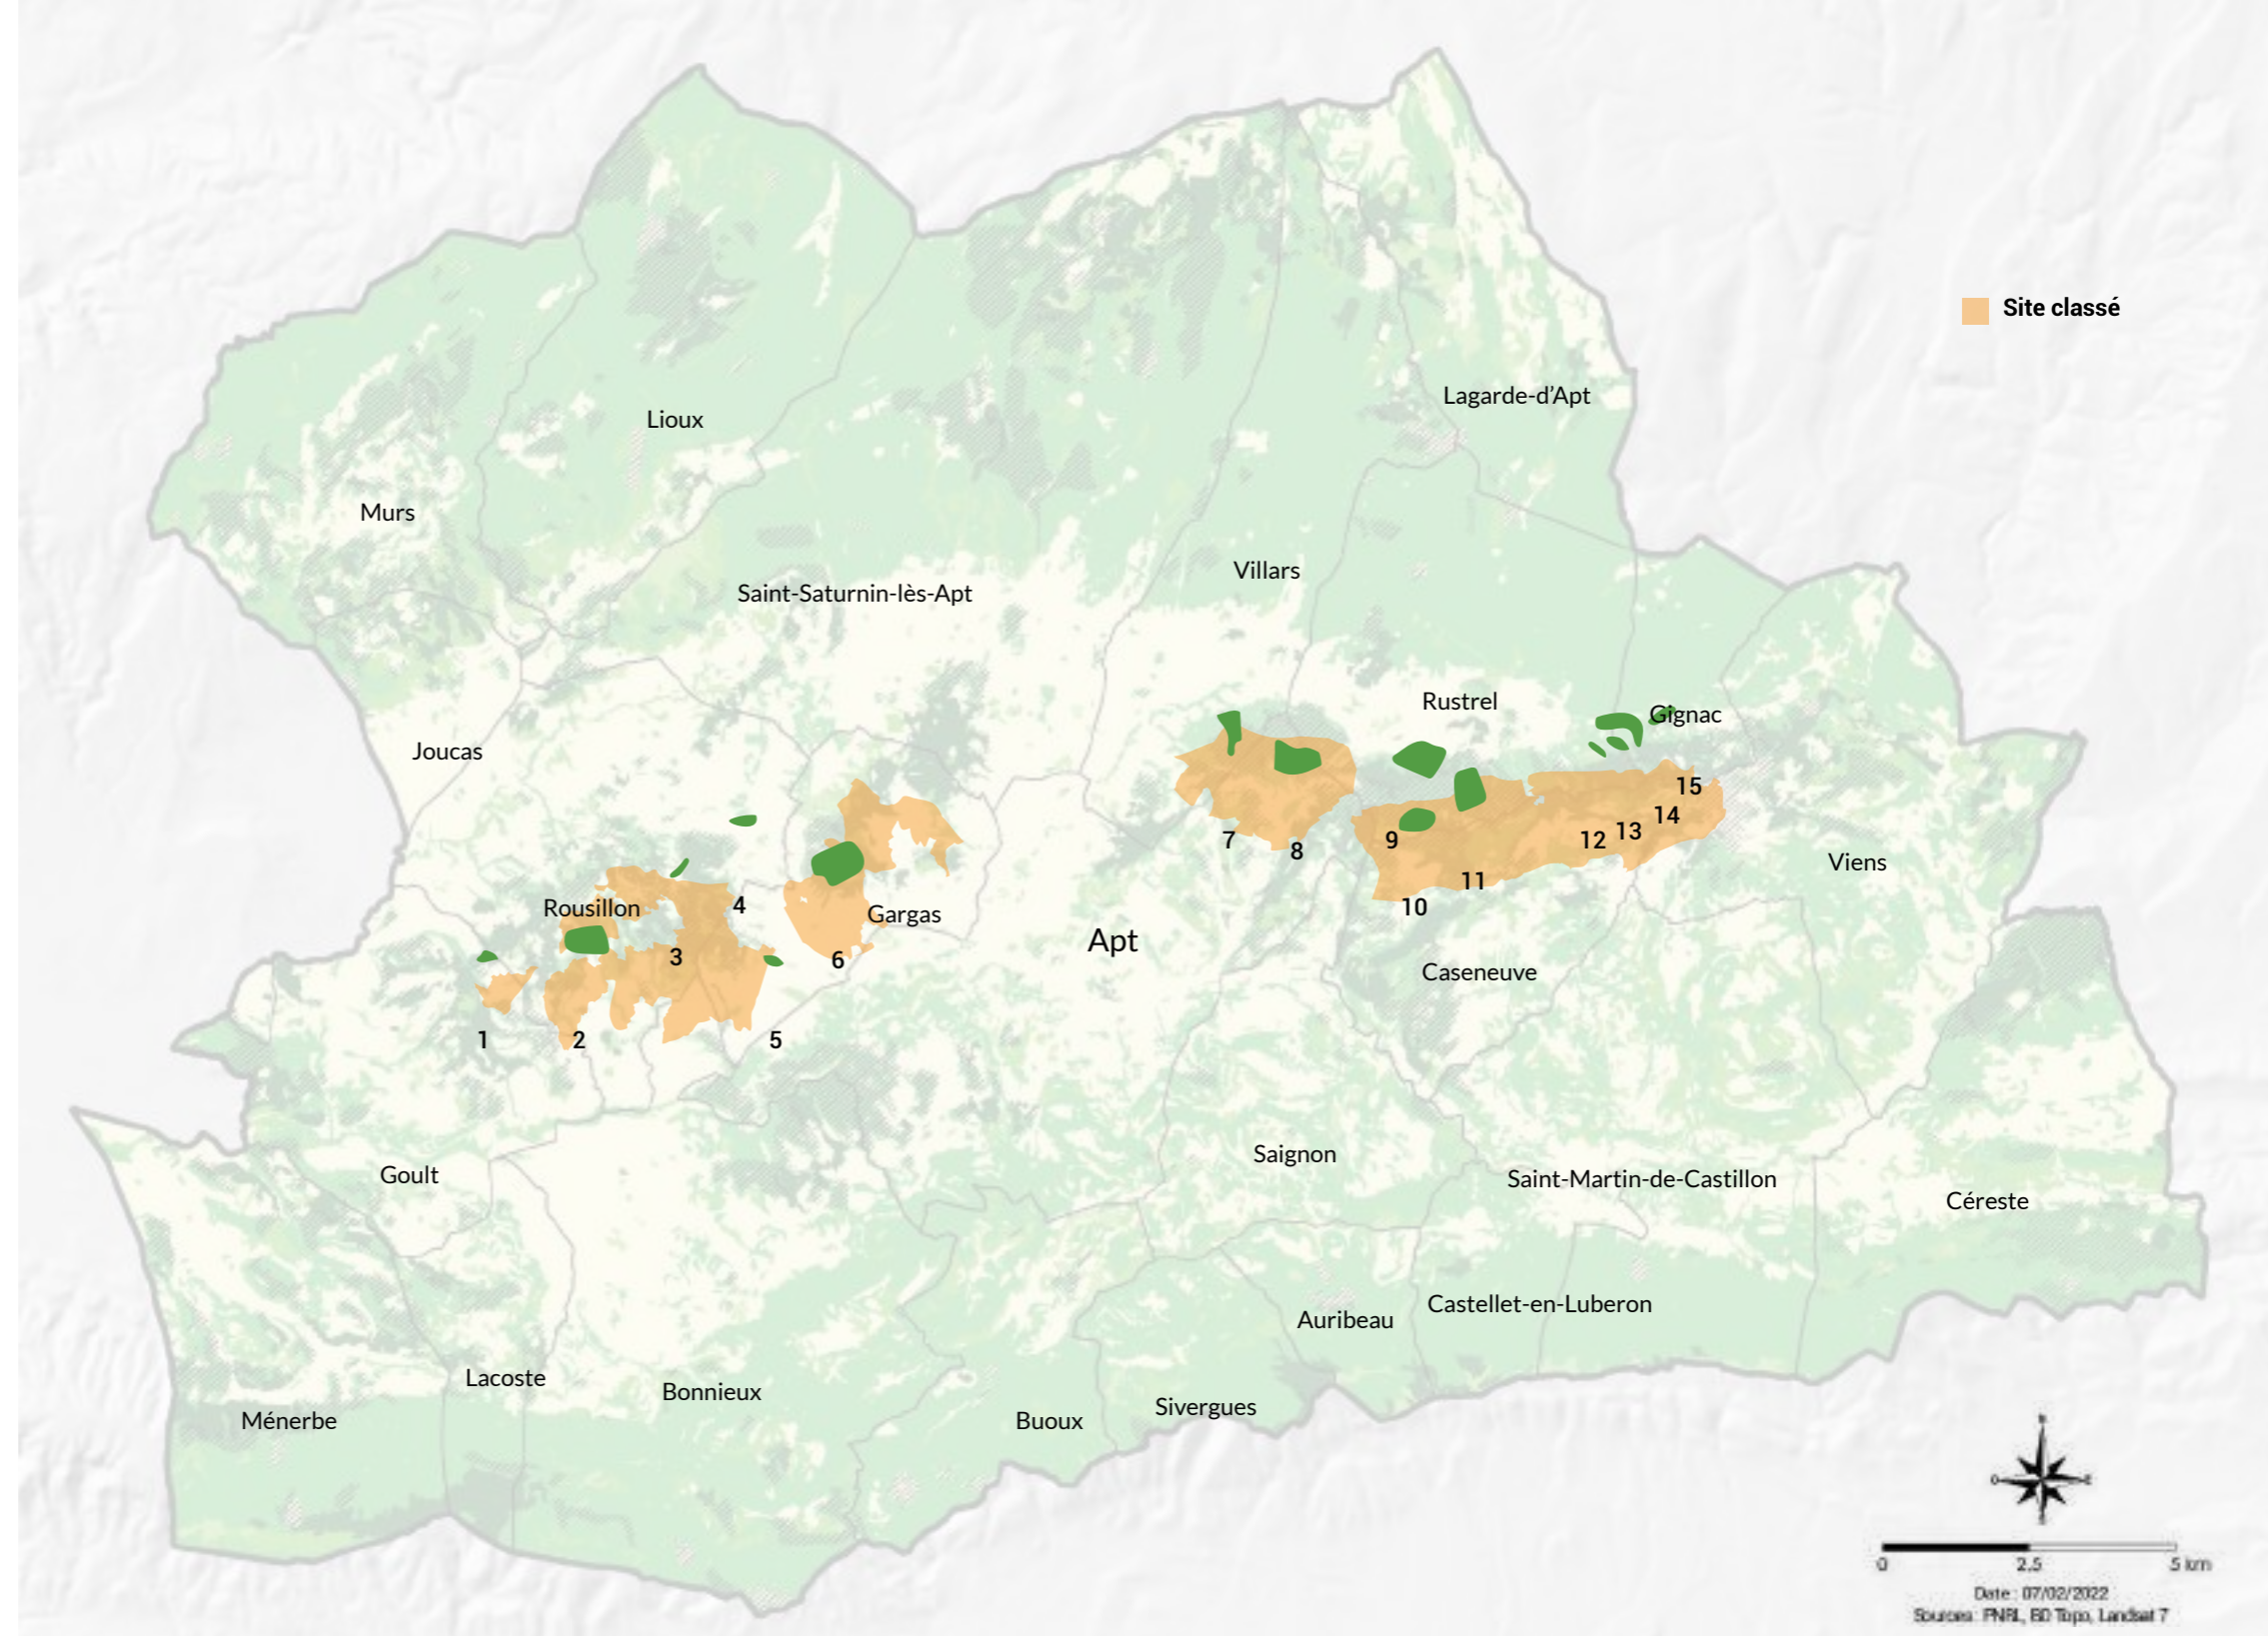 Site classé
Lagarde-d'Apt
Lioux
Murs
Villars
Saint-Saturnin-lès-Apt
Rustrel
Gignac
Joucas
15
14
13
12
9
7
8
Viens
11
4
10
Rousillon
Gargas
Apt
3
6
Caseneuve
1
2
5
Saignon
Goult
Saint-Martin-de-Castillon
Céreste
Castellet-en-Luberon
Auribeau
Lacoste
Bonnieux
Sivergues
Ménerbe
Buoux
N
O
E
S
0 2.5 5 km
Date : 07/02/2022
Sources: PNRL, BD Topo, Landsat 7